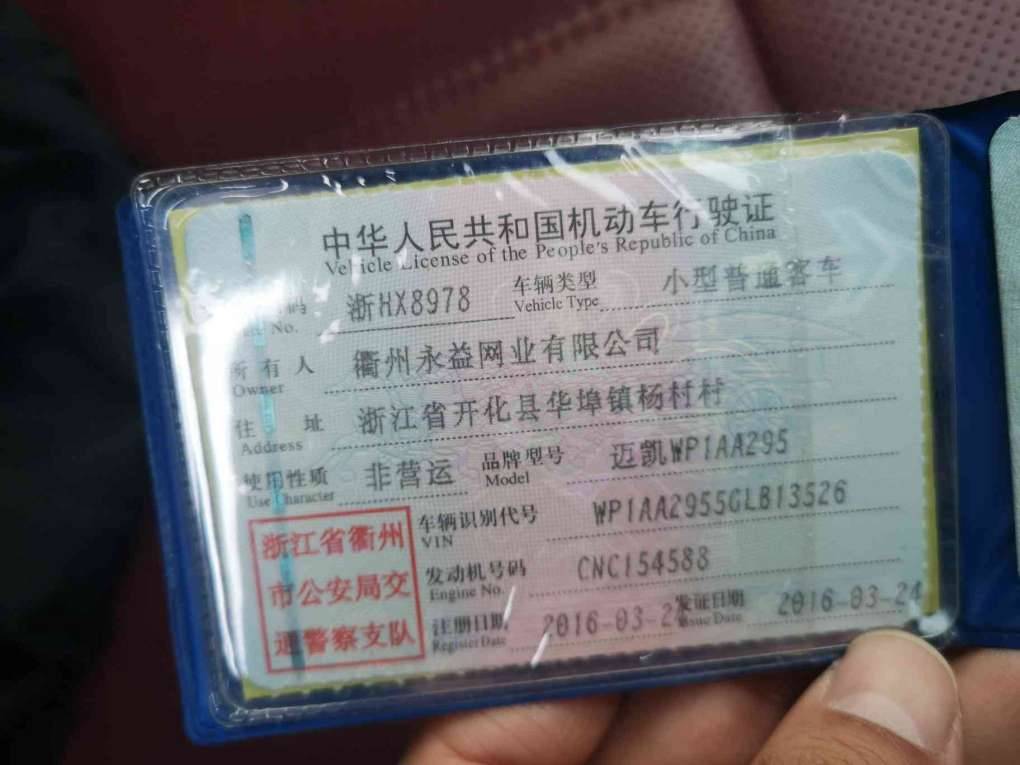 中华人民共和国机动车行驶证
Vehicle License of the People's Republic of China
码 浙HX8978 车辆类型 小型普通客车
No. Vehicle Type
所有人 衢州永益网业有限公司
Owner
住址 浙江省开化县华埠镇杨村村
Address
使用性质 非营运 品牌型号 迈凯WP1AA295
Use Character Model
浙江省衢州
市公安局交
通警察支队
车辆识别代号 WP1AA2955GLB13526
VIN
发动机号码 CNC154588
Engine No.
注册日期 2016-03-2 发证日期 2016-03-24
Register Date Issue Date